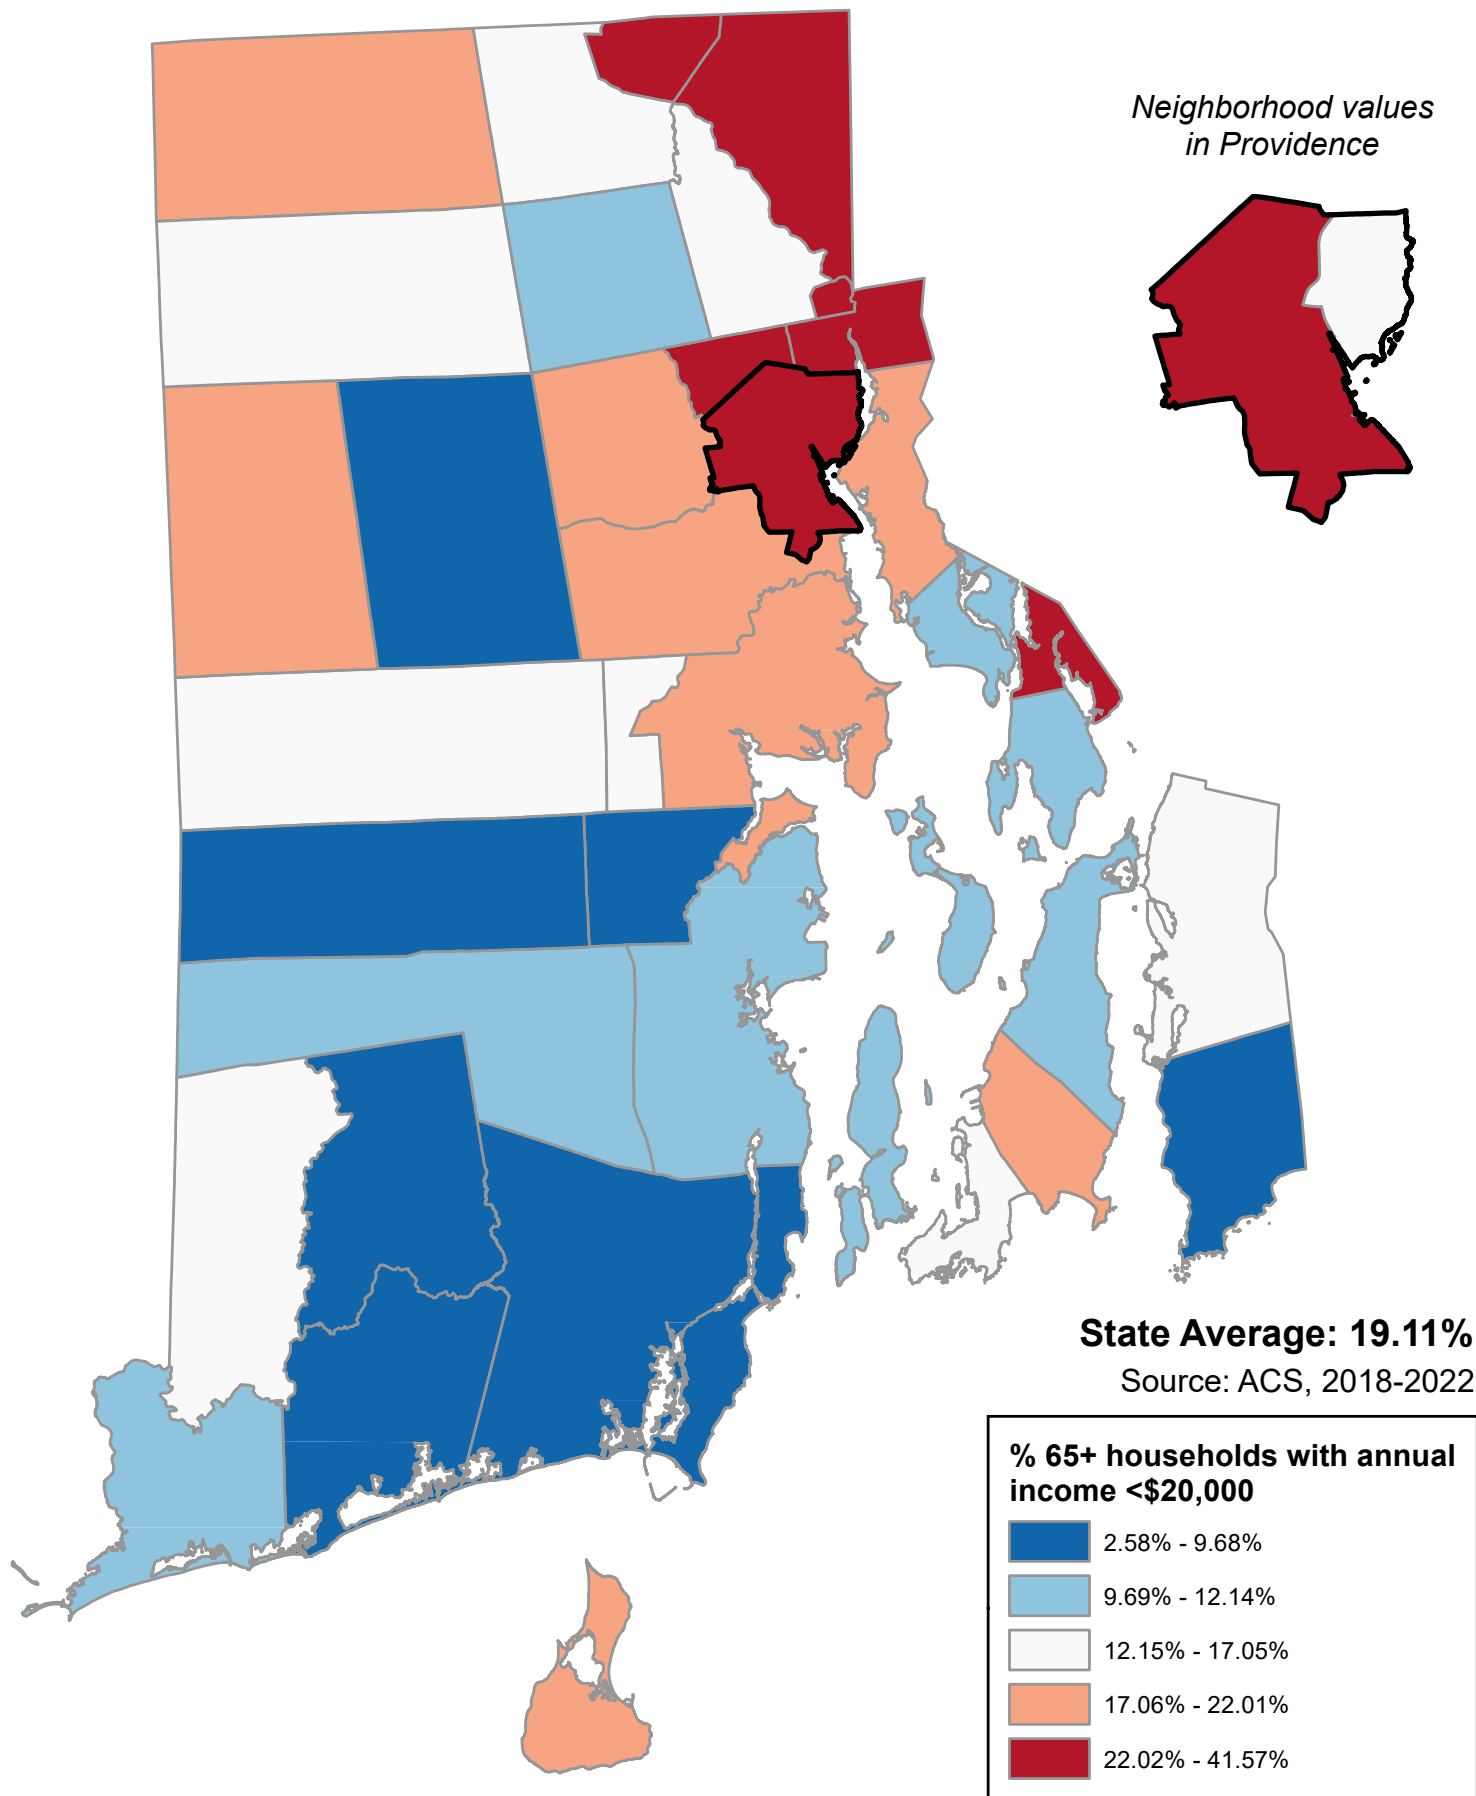 Neighborhood values
in Providence
State Average: 19.11%
Source: ACS, 2018-2022
% 65+ households with annual
income <$20,000
2.58% - 9.68%
9.69% - 12.14%
12.15% - 17.05%
17.06% - 22.01%
22.02% - 41.57%